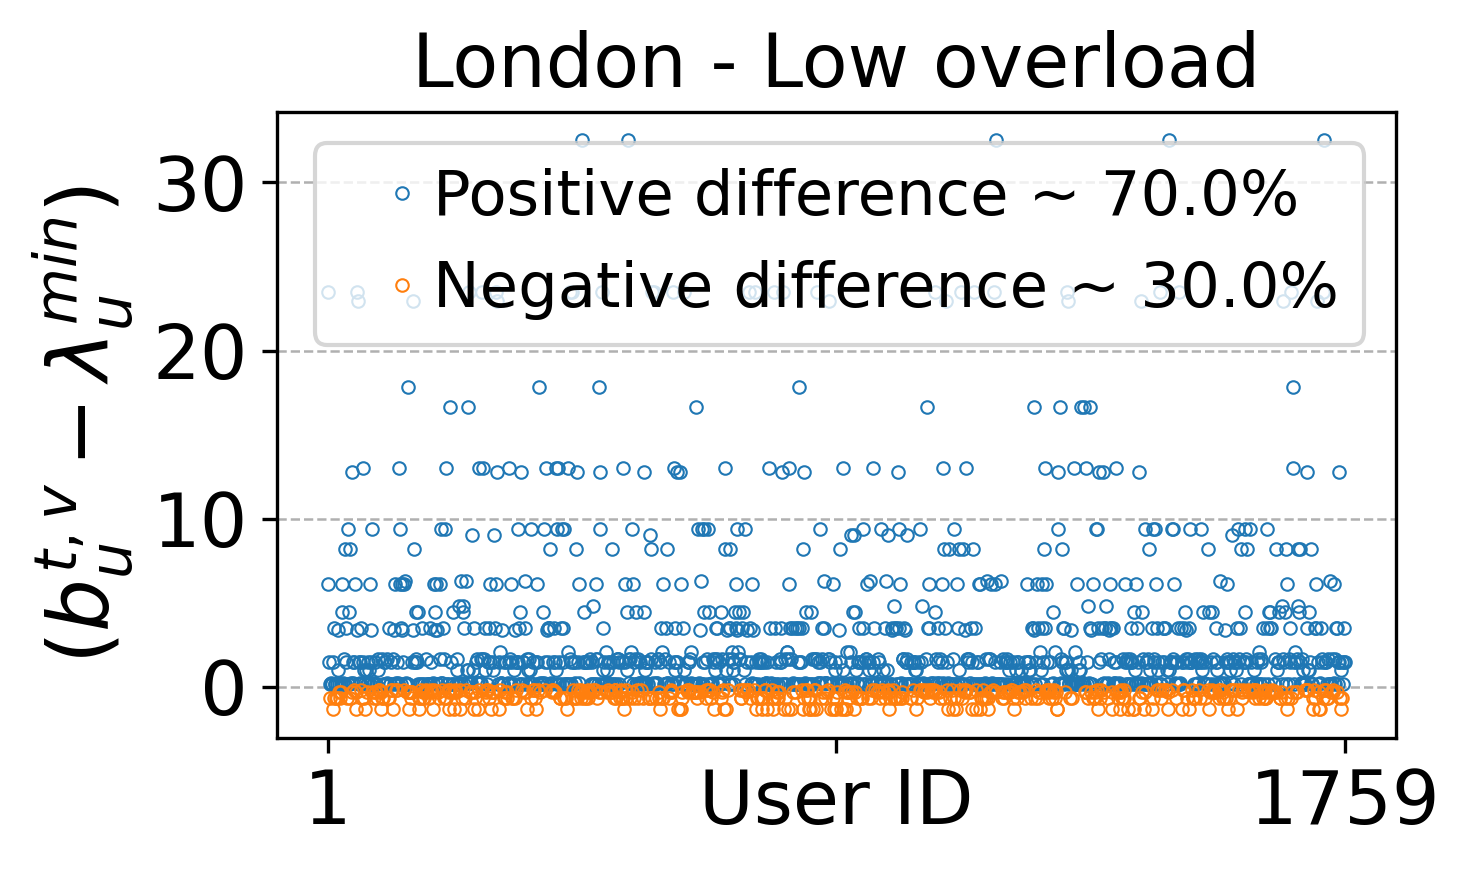 London - Low overload
(b_u^{t, v} − λ_u^{min})
30
20
10
0
Positive difference ~ 70.0%
Negative difference ~ 30.0%
1 User ID 1759